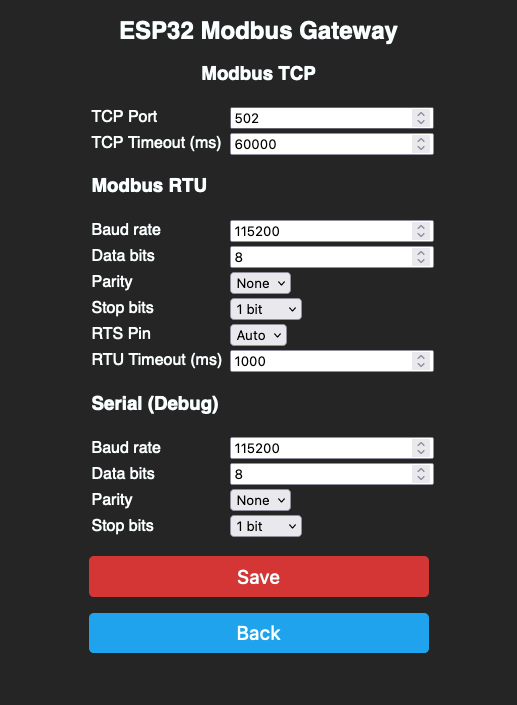 ESP32 Modbus Gateway
Modbus TCP
TCP Port 502
TCP Timeout (ms) 60000
Modbus RTU
Baud rate 115200
Data bits 8
Parity None
Stop bits 1 bit
RTS Pin Auto
RTU Timeout (ms) 1000
Serial (Debug)
Baud rate 115200
Data bits 8
Parity None
Stop bits 1 bit
Save
Back